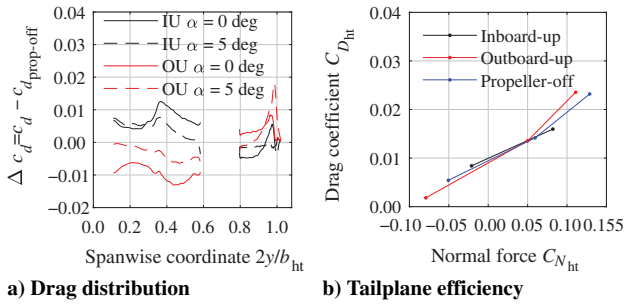 0.04
0.03
0.02
0.01
0.00
-0.01
-0.02
Δ c_d=c_d − c_d prop-off
IU α = 0 deg
IU α = 5 deg
OU α = 0 deg
OU α = 5 deg
0.0 0.2 0.4 0.6 0.8 1.0
Spanwise coordinate 2y/b_ht
a) Drag distribution
0.04
0.03
0.02
0.01
0.00
Drag coefficient C_D_ht
Inboard-up
Outboard-up
Propeller-off
-0.10 -0.05 0.00 0.05 0.10 0.155
Normal force C_N_ht
b) Tailplane efficiency